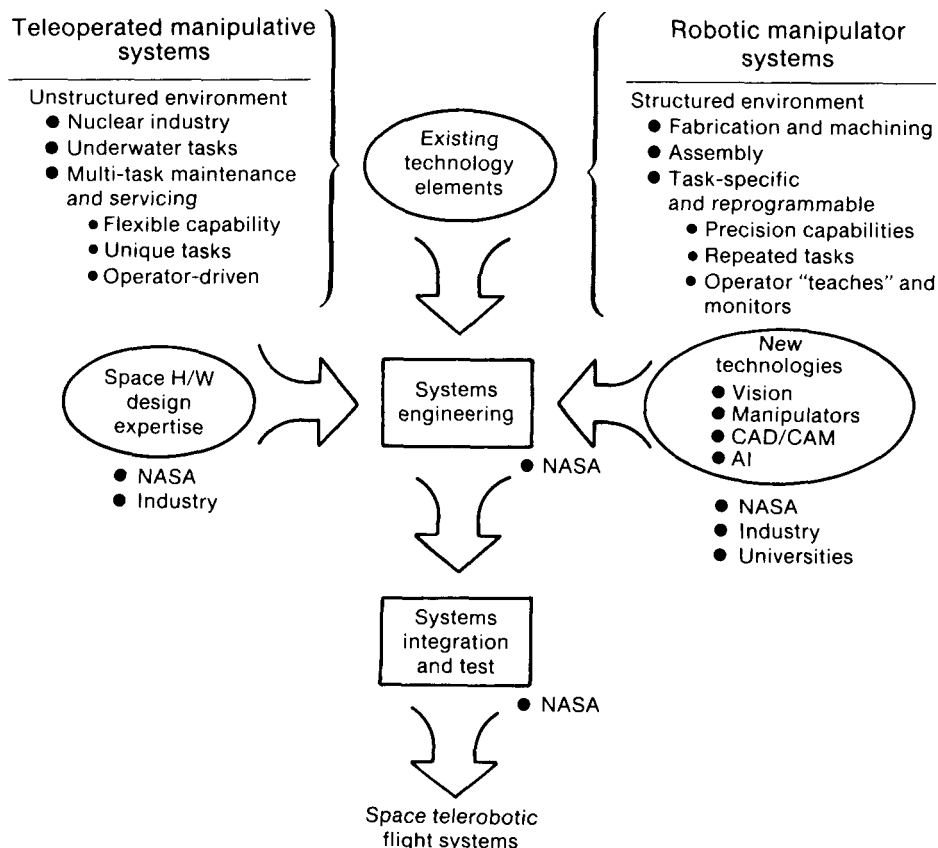 Teleoperated manipulative
systems
Unstructured environment
● Nuclear industry
● Underwater tasks
● Multi-task maintenance
and servicing
● Flexible capability
● Unique tasks
● Operator-driven
Existing
technology
elements
Robotic manipulator
systems
Structured environment
● Fabrication and machining
● Assembly
● Task-specific
and reprogrammable
● Precision capabilities
● Repeated tasks
● Operator “teaches” and
monitors
Space H/W
design
expertise
● NASA
● Industry
Systems
engineering
● NASA
New
technologies
● Vision
● Manipulators
● CAD/CAM
● AI
● NASA
● Industry
● Universities
Systems
integration
and test
● NASA
Space telerobotic
flight systems